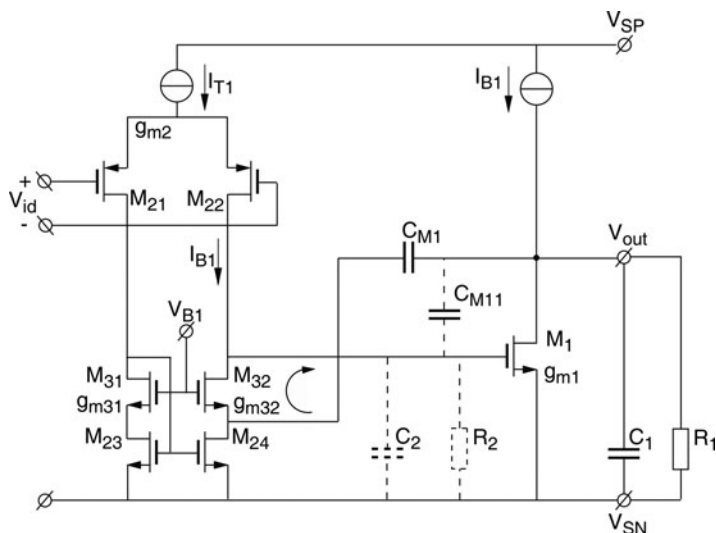 V_SP
I_T1
I_B1
g_m2
+
V_id
-
M_21
M_22
C_M1
V_out
I_B1
C_M11
V_B1
M_1
M_31
M_32
g_m1
g_m31
g_m32
M_23
M_24
C_2
R_2
C_1
R_1
V_SN